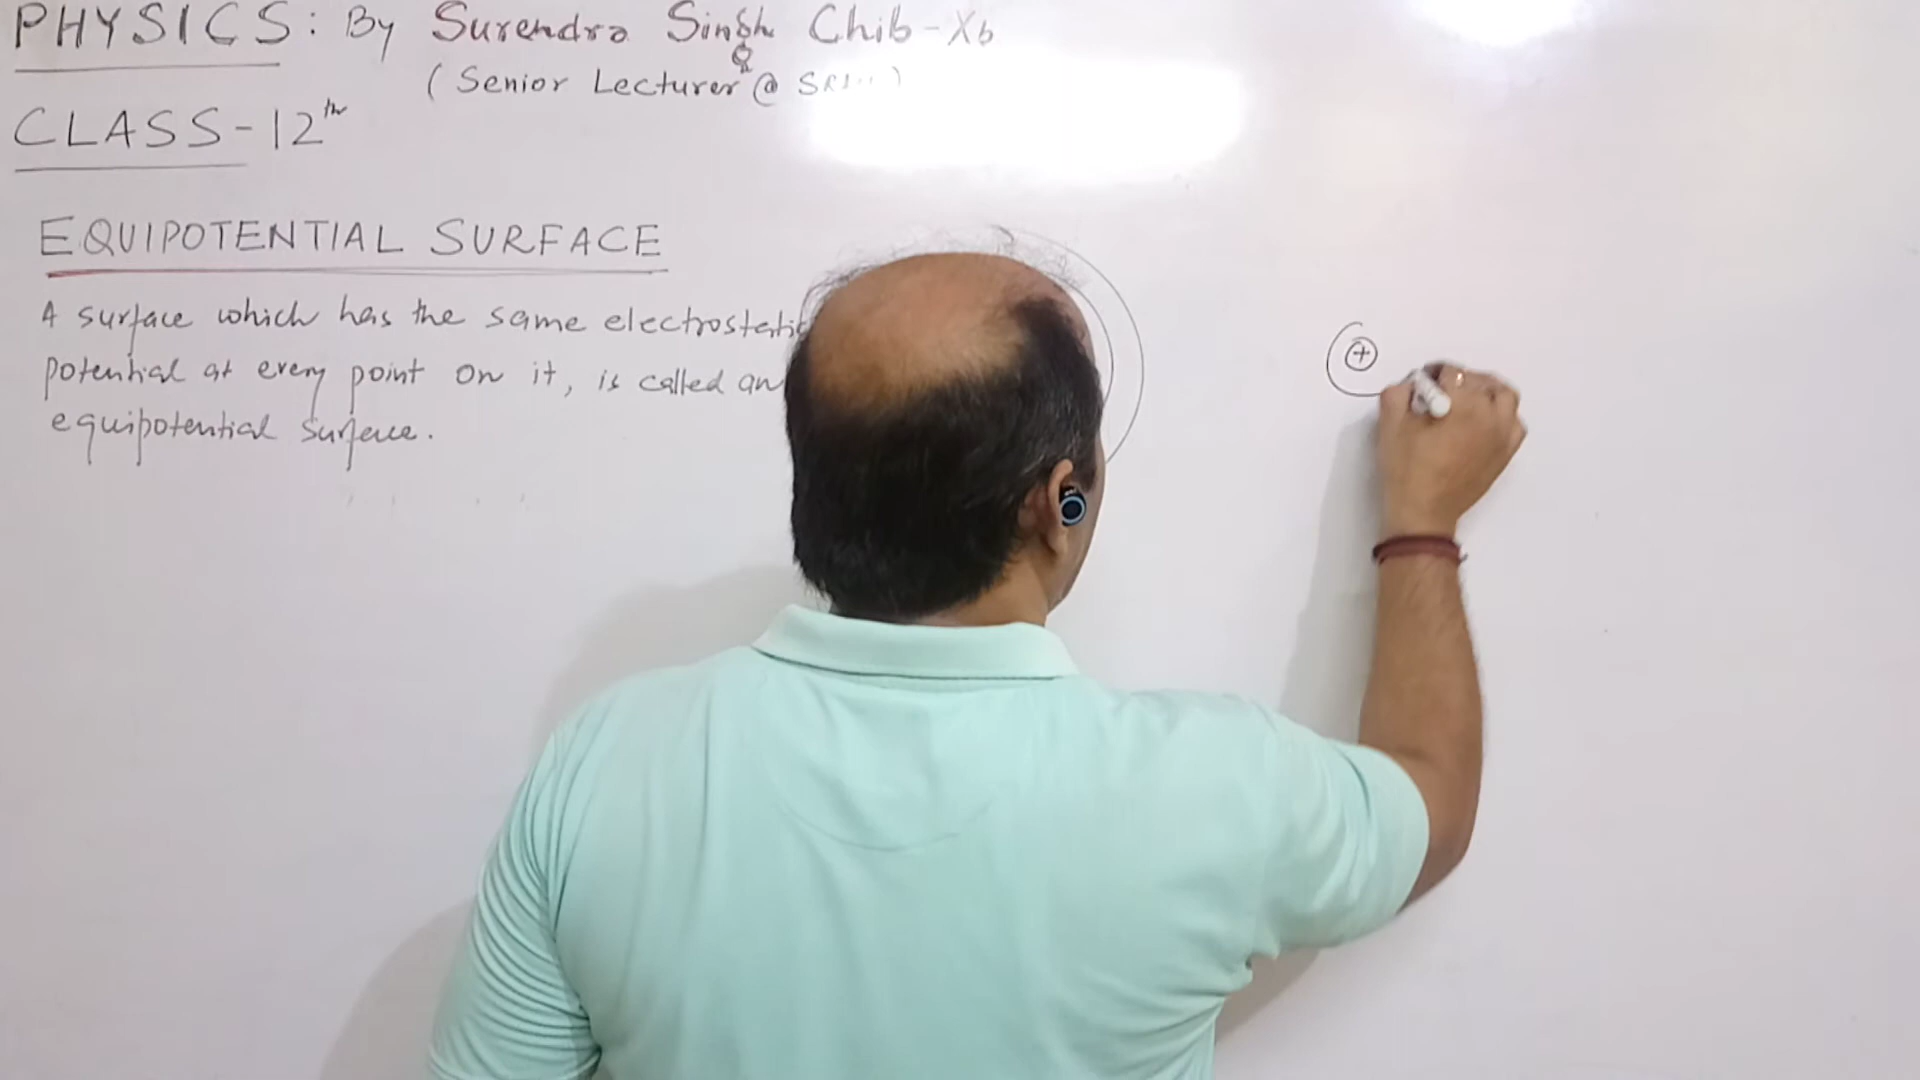 PHYSICS: By Surendra Singh Chib-Xb
(Senior Lecturer @
CLASS-12th
EQUIPOTENTIAL SURFACE
A surface which has the same electrostatic
potential at every point on it, is called an
equipotential surface.
+